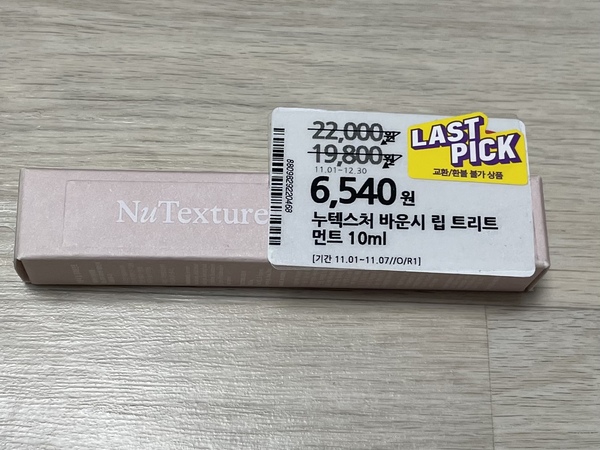 22,000원
19,800원
11.01~12.30
6,540 원
누텍스처 바운시 립 트리트
먼트 10ml
[기간 11.01~11.07//O/R1]
LAST
PICK
교환/환불 불가 상품
8809829220468
NuTexture